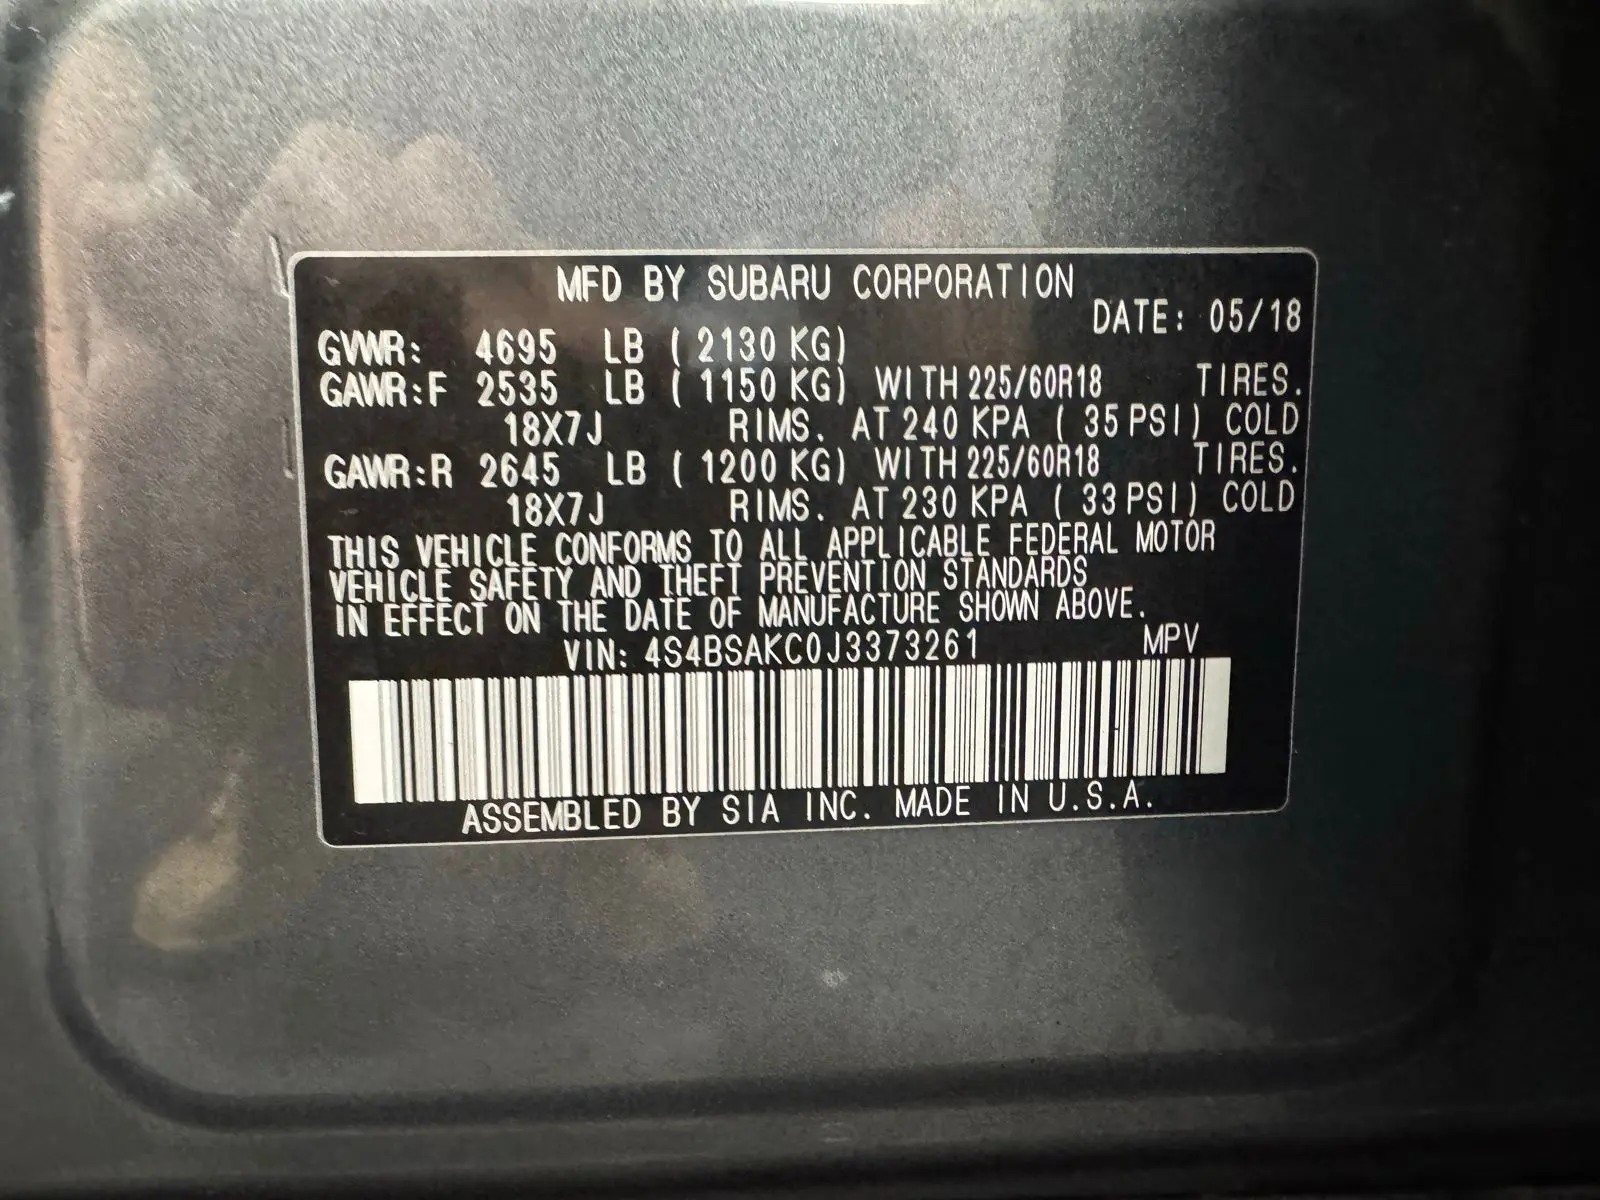 MFD BY SUBARU CORPORATION
DATE: 05/18
GVWR: 4695 LB ( 2130 KG)
GAWR:F 2535 LB ( 1150 KG) WITH 225/60R18 TIRES.
18X7J RIMS. AT 240 KPA ( 35 PSI) COLD
GAWR:R 2645 LB ( 1200 KG) WITH 225/60R18 TIRES.
18X7J RIMS. AT 230 KPA ( 33 PSI) COLD
THIS VEHICLE CONFORMS TO ALL APPLICABLE FEDERAL MOTOR
VEHICLE SAFETY AND THEFT PREVENTION STANDARDS
IN EFFECT ON THE DATE OF MANUFACTURE SHOWN ABOVE.
VIN: 4S4BSAKC0J3373261 MPV
ASSEMBLED BY SIA INC. MADE IN U.S.A.